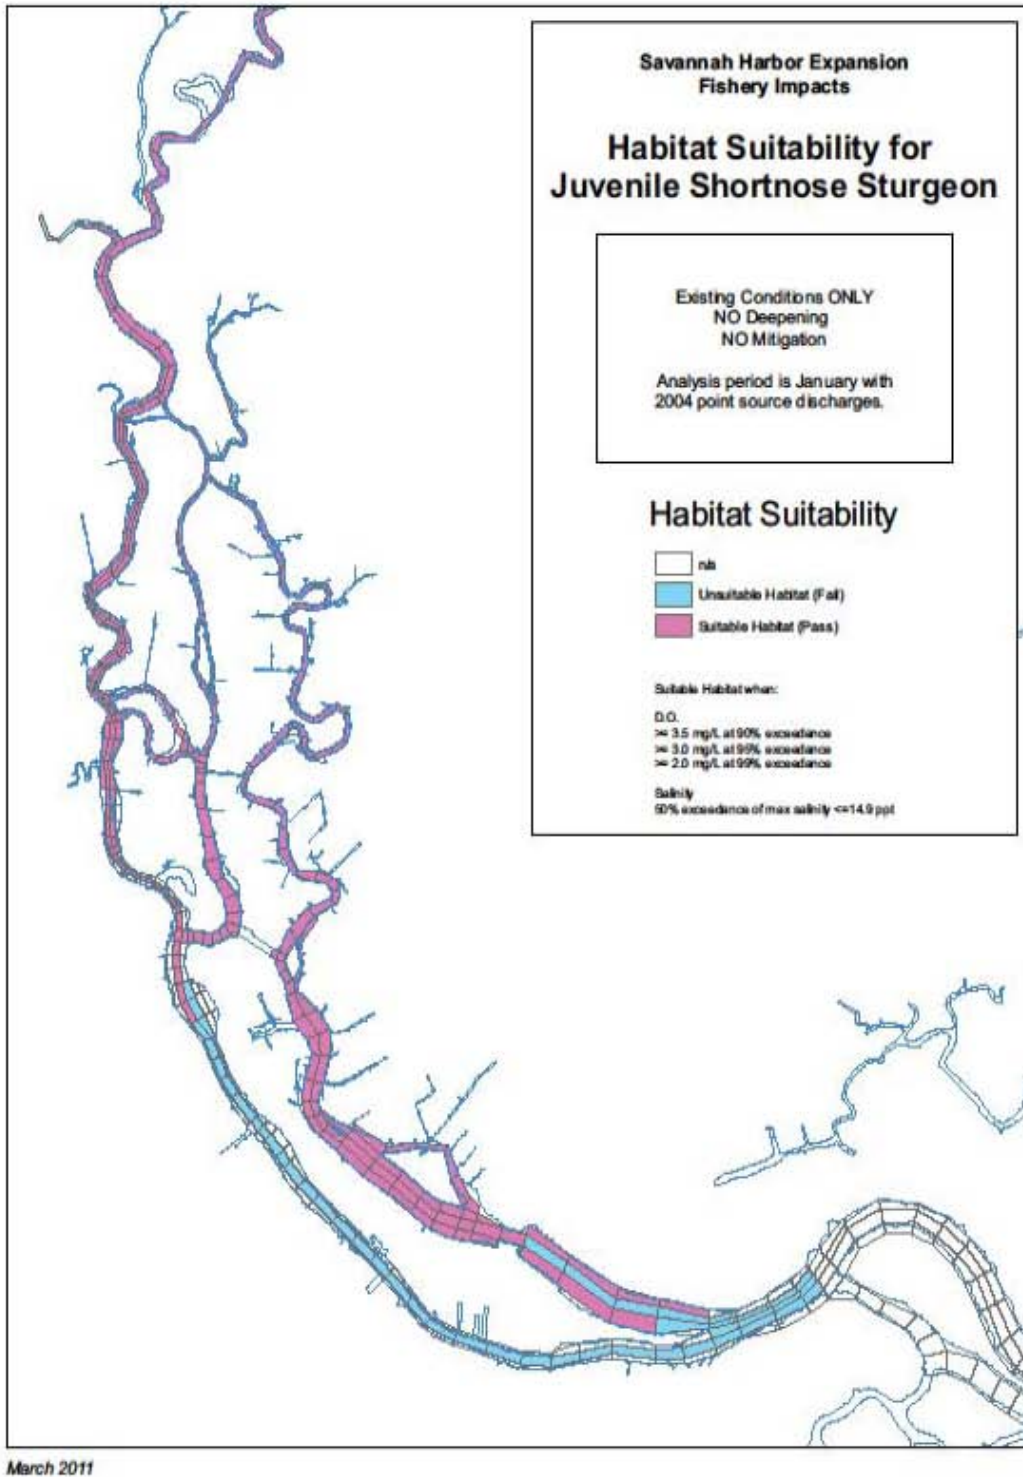 Savannah Harbor Expansion
Fishery Impacts
Habitat Suitability for
Juvenile Shortnose Sturgeon
Existing Conditions ONLY
NO Deepening
NO Mitigation
Analysis period is January with
2004 point source discharges.
Habitat Suitability
n/a
Unsuitable Habitat (Fail)
Suitable Habitat (Pass)
Suitable Habitat when:
D.O.
>= 3.5 mg/L at 90% exceedance
>= 3.0 mg/L at 95% exceedance
>= 2.0 mg/L at 99% exceedance
Salinity
50% exceedance of max salinity <=14.9 ppt
March 2011